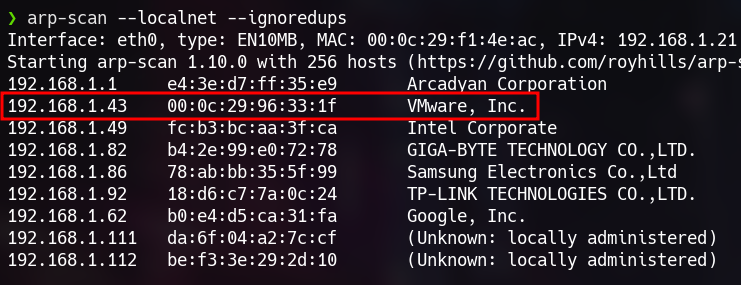 ❯ arp-scan --localnet --ignoredups
Interface: eth0, type: EN10MB, MAC: 00:0c:29:f1:4e:ac, IPv4: 192.168.1.21
Starting arp-scan 1.10.0 with 256 hosts (https://github.com/royhills/arp-s
192.168.1.1 e4:3e:d7:ff:35:e9 Arcadyan Corporation
192.168.1.43 00:0c:29:96:33:1f VMware, Inc.
192.168.1.49 fc:b3:bc:aa:3f:ca Intel Corporate
192.168.1.82 b4:2e:99:e0:72:78 GIGA-BYTE TECHNOLOGY CO.,LTD.
192.168.1.86 78:ab:bb:35:5f:99 Samsung Electronics Co.,Ltd
192.168.1.92 18:d6:c7:7a:0c:24 TP-LINK TECHNOLOGIES CO.,LTD.
192.168.1.62 b0:e4:d5:ca:31:fa Google, Inc.
192.168.1.111 da:6f:04:a2:7c:cf (Unknown: locally administered)
192.168.1.112 be:f3:3e:29:2d:10 (Unknown: locally administered)